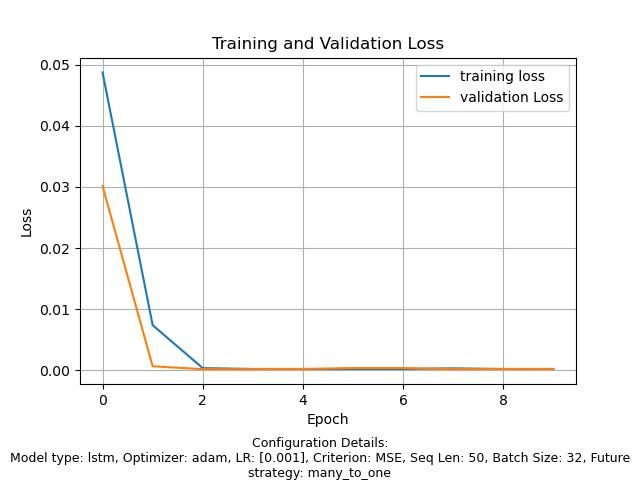 Training and Validation Loss
training loss
validation Loss
0.05
0.04
0.03
0.02
0.01
0.00
Loss
0 2 4 6 8
Epoch
Configuration Details:
Model type: lstm, Optimizer: adam, LR: [0.001], Criterion: MSE, Seq Len: 50, Batch Size: 32, Future
strategy: many_to_one